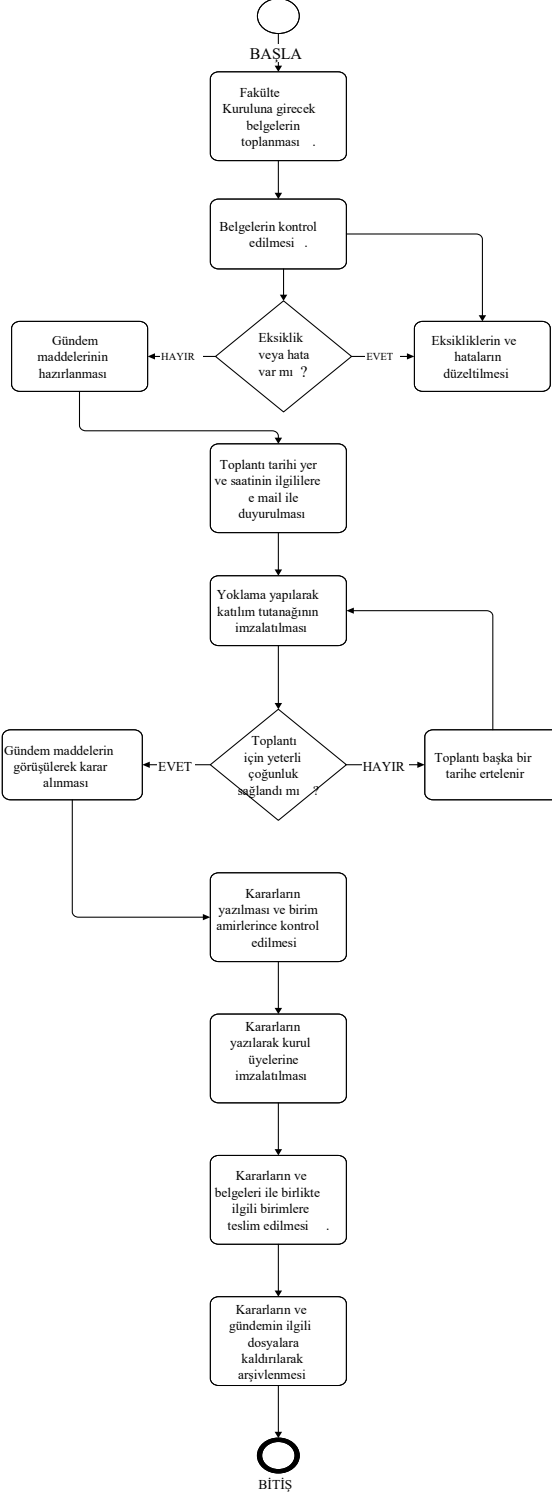 BAŞLA
Fakülte
Kuruluna girecek
belgelerin
toplanması .
Belgelerin kontrol
edilmesi .
Gündem
maddelerinin
hazırlanması
HAYIR
Eksiklik
veya hata
var mı ?
EVET
Eksikliklerin ve
hataların
düzeltilmesi
Toplantı tarihi yer
ve saatinin ilgililere
e mail ile
duyurulması
Yoklama yapılarak
katılım tutanağının
imzalatılması
Gündem maddelerin
görüşülerek karar
alınması
EVET
Toplantı
için yeterli
çoğunluk
sağlandı mı ?
HAYIR
Toplantı başka bir
tarihe ertelenir
Kararların
yazılması ve birim
amirlerince kontrol
edilmesi
Kararların
yazılarak kurul
üyelerine
imzalatılması
Kararların ve
belgeleri ile birlikte
ilgili birimlere
teslim edilmesi .
Kararların ve
gündemin ilgili
dosyalara
kaldırılarak
arşivlenmesi
BİTİŞ